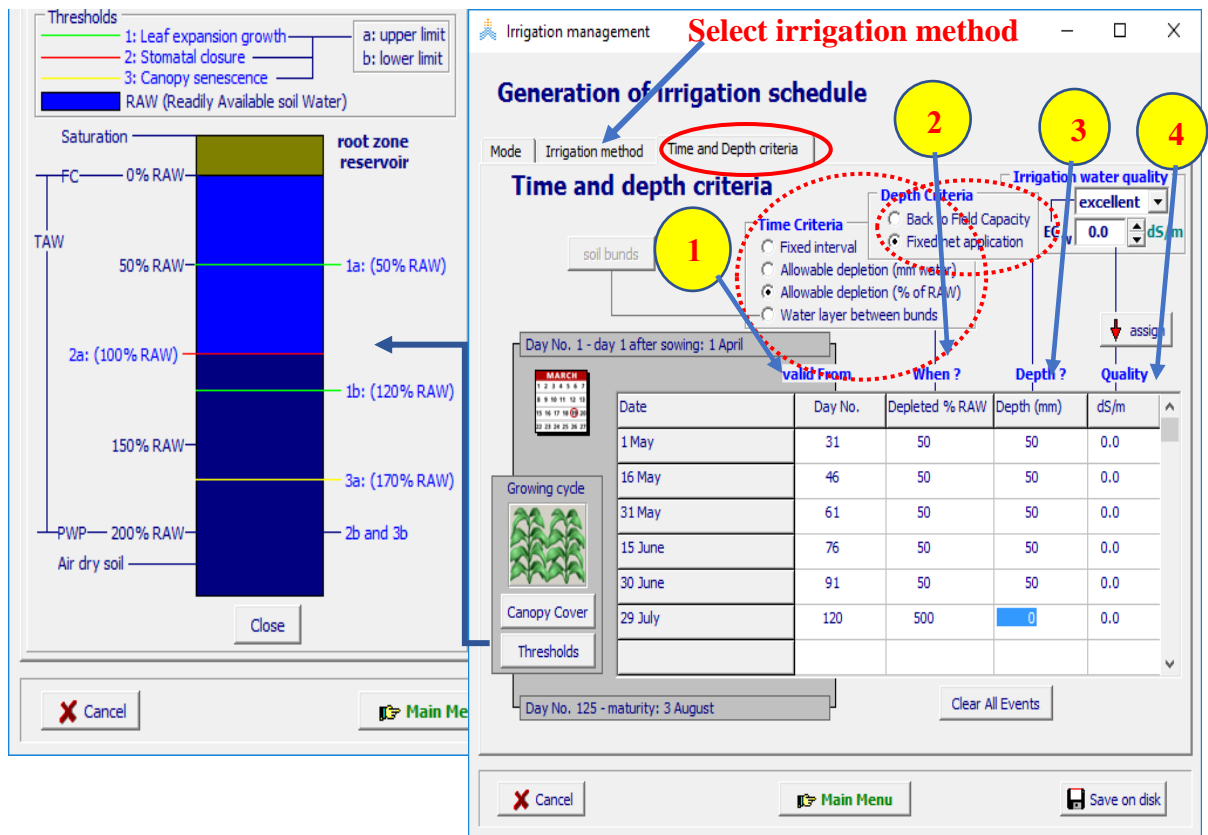 Thresholds
1: Leaf expansion growth
2: Stomatal closure
3: Canopy senescence
a: upper limit
b: lower limit
RAW (Readily Available soil Water)
Saturation
root zone
reservoir
FC
0% RAW
TAW
50% RAW
1a: (50% RAW)
2a: (100% RAW)
1b: (120% RAW)
150% RAW
3a: (170% RAW)
PWP
200% RAW
2b and 3b
Air dry soil
Close
Cancel
Main Me
Irrigation management
Select irrigation method
Generation of irrigation schedule
Mode
Irrigation method
Time and Depth criteria
Time and depth criteria
1
2
3
4
soil bunds
Time Criteria
Fixed interval
Allowable depletion (mm water)
Allowable depletion (% of RAW)
Water layer between bunds
Depth Criteria
Back to Field Capacity
Fixed net application
Irrigation water quality
excellent
ECw 0.0 dS/m
assign
Day No. 1 - day 1 after sowing: 1 April
MARCH
valid From When ? Depth ? Quality
Date Day No. Depleted % RAW Depth (mm) dS/m
1 May 31 50 50 0.0
16 May 46 50 50 0.0
31 May 61 50 50 0.0
15 June 76 50 50 0.0
30 June 91 50 50 0.0
29 July 120 500 0 0.0
Growing cycle
Canopy Cover
Thresholds
Day No. 125 - maturity: 3 August
Clear All Events
Cancel
Main Menu
Save on disk